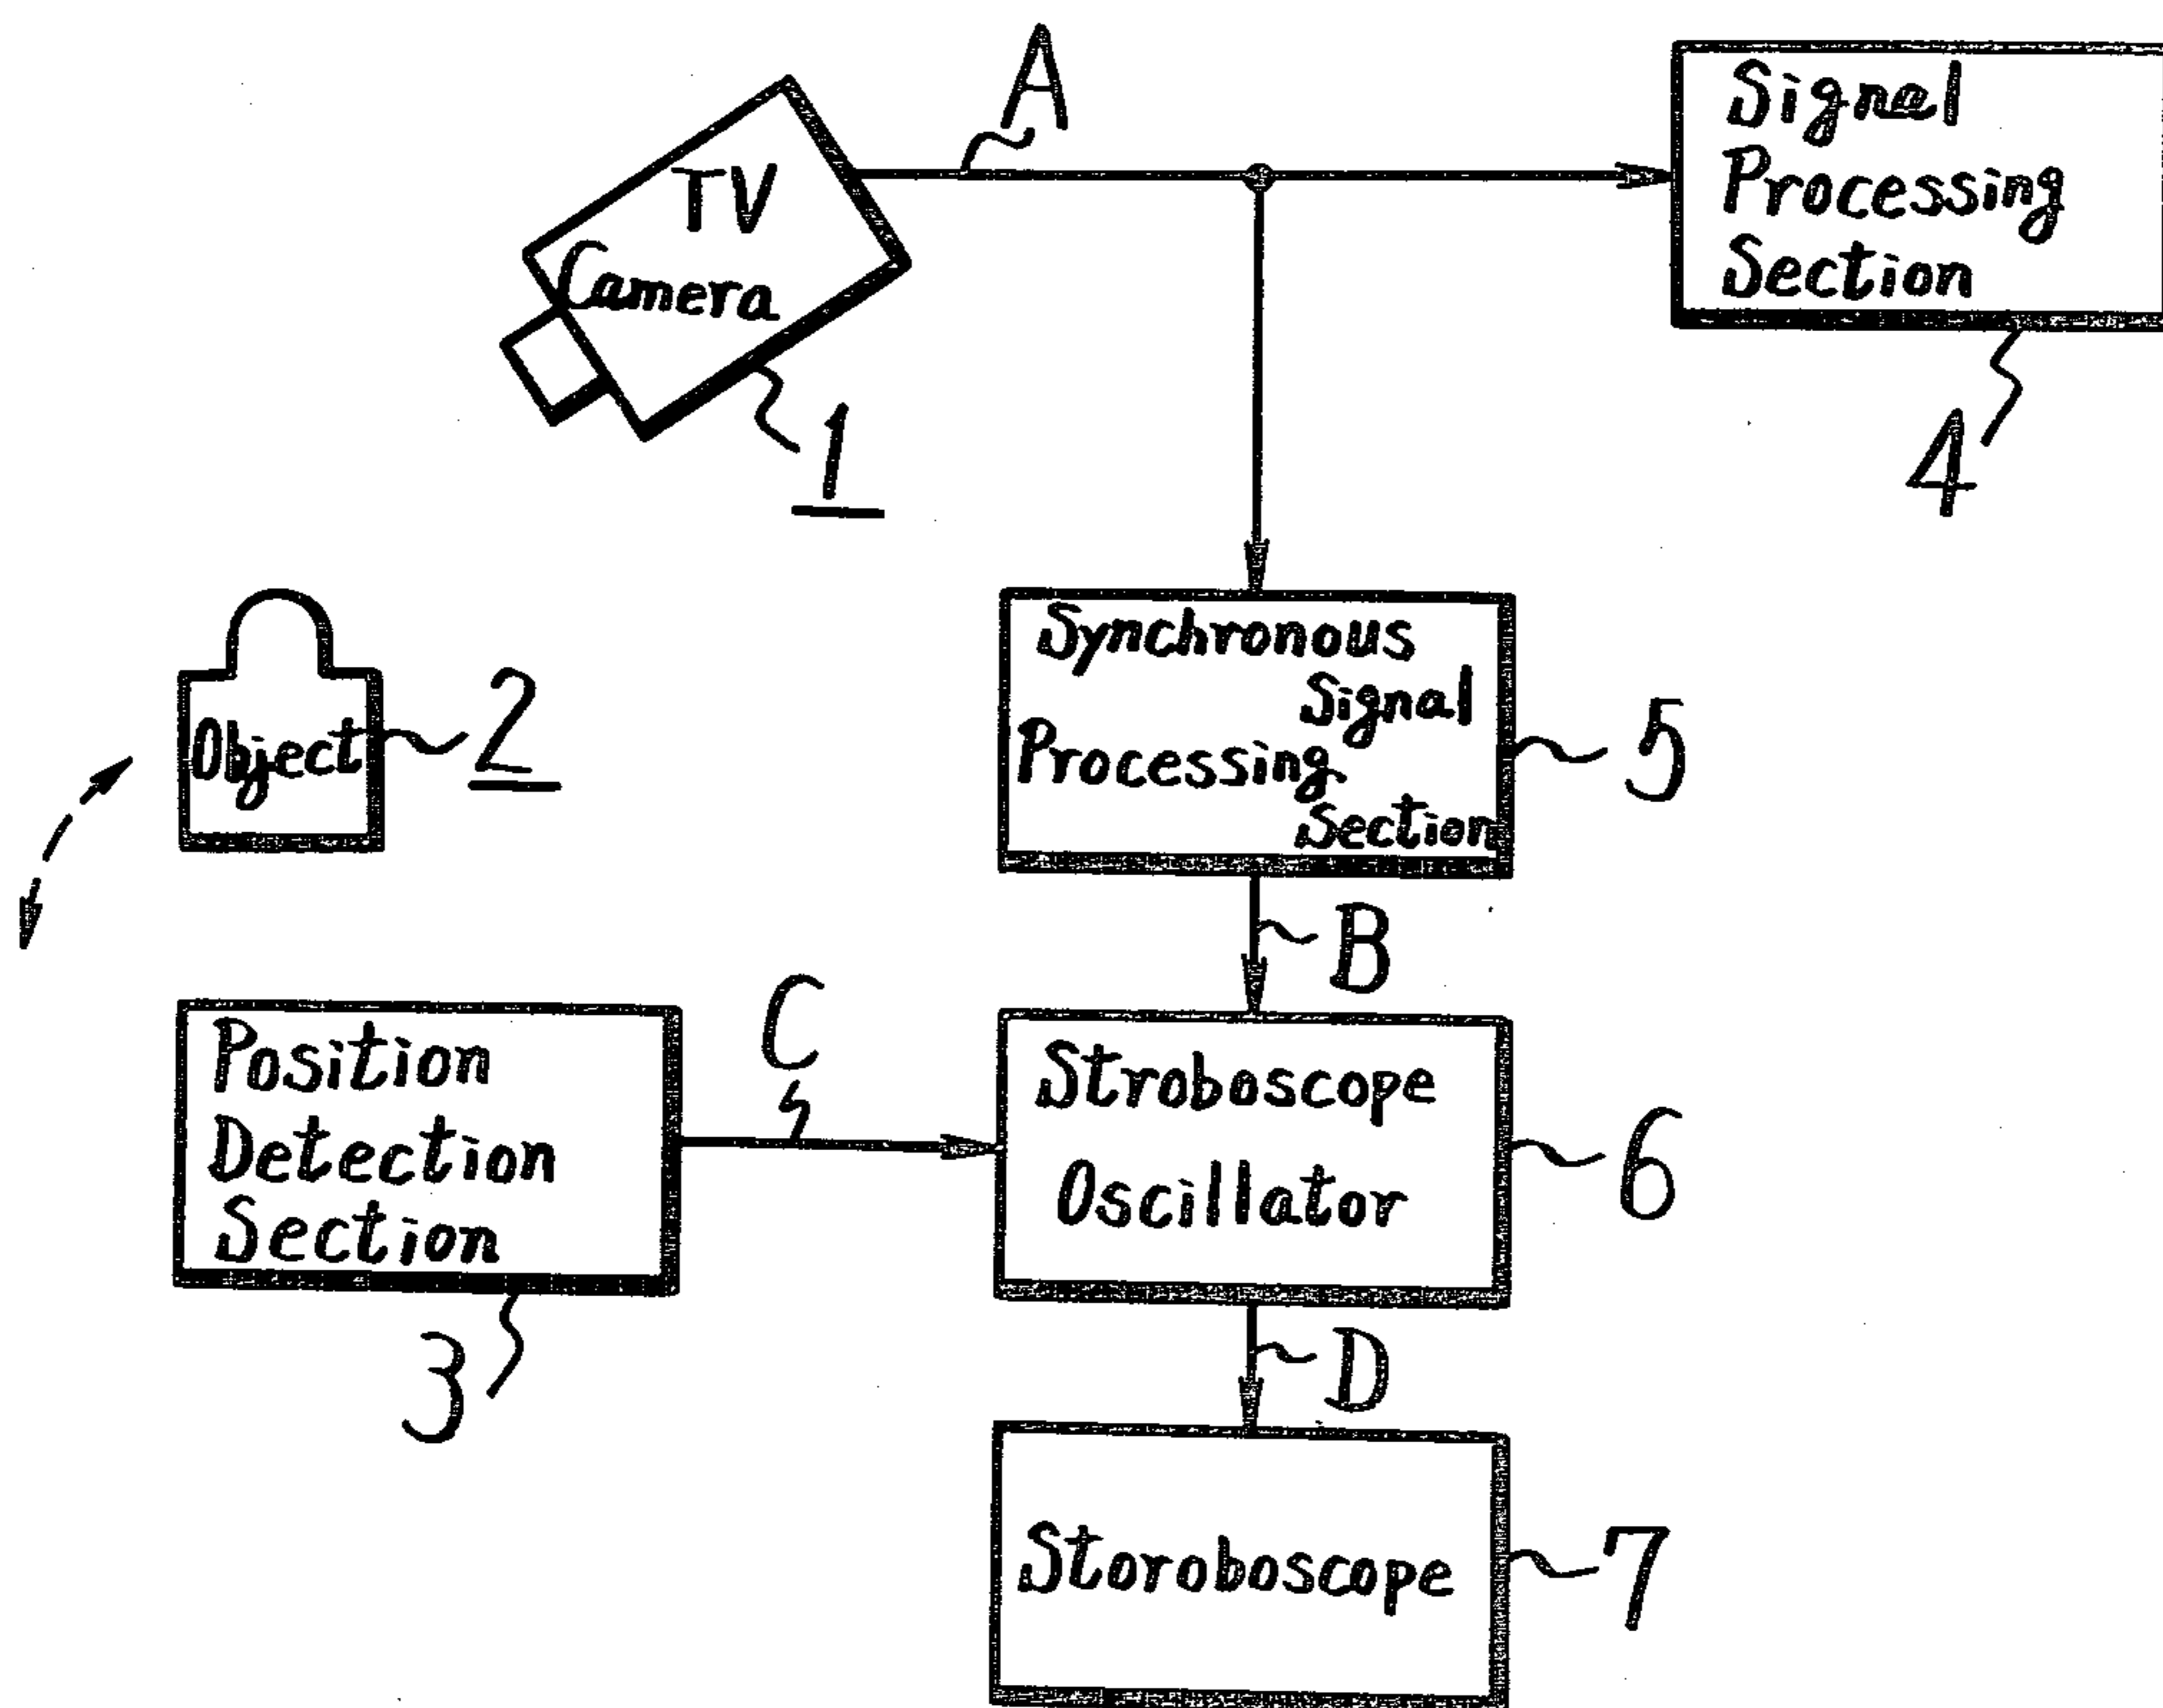 A
TV
Camera
1
Signal
Processing
Section
4
Object
2
Synchronous
Signal
Processing
Section
5
B
Position
Detection
Section
3
C
Stroboscope
Oscillator
6
D
Storoboscope
7